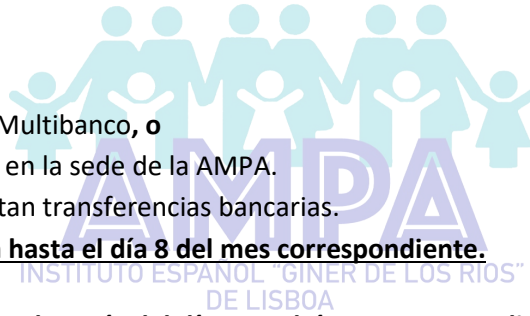 Multibanco, o
en la sede de la AMPA.
tan transferencias bancarias.
hasta el día 8 del mes correspondiente.
AMPA
INSTITUTO ESPAÑOL "GINER DE LOS RIOS"
DE LISBOA